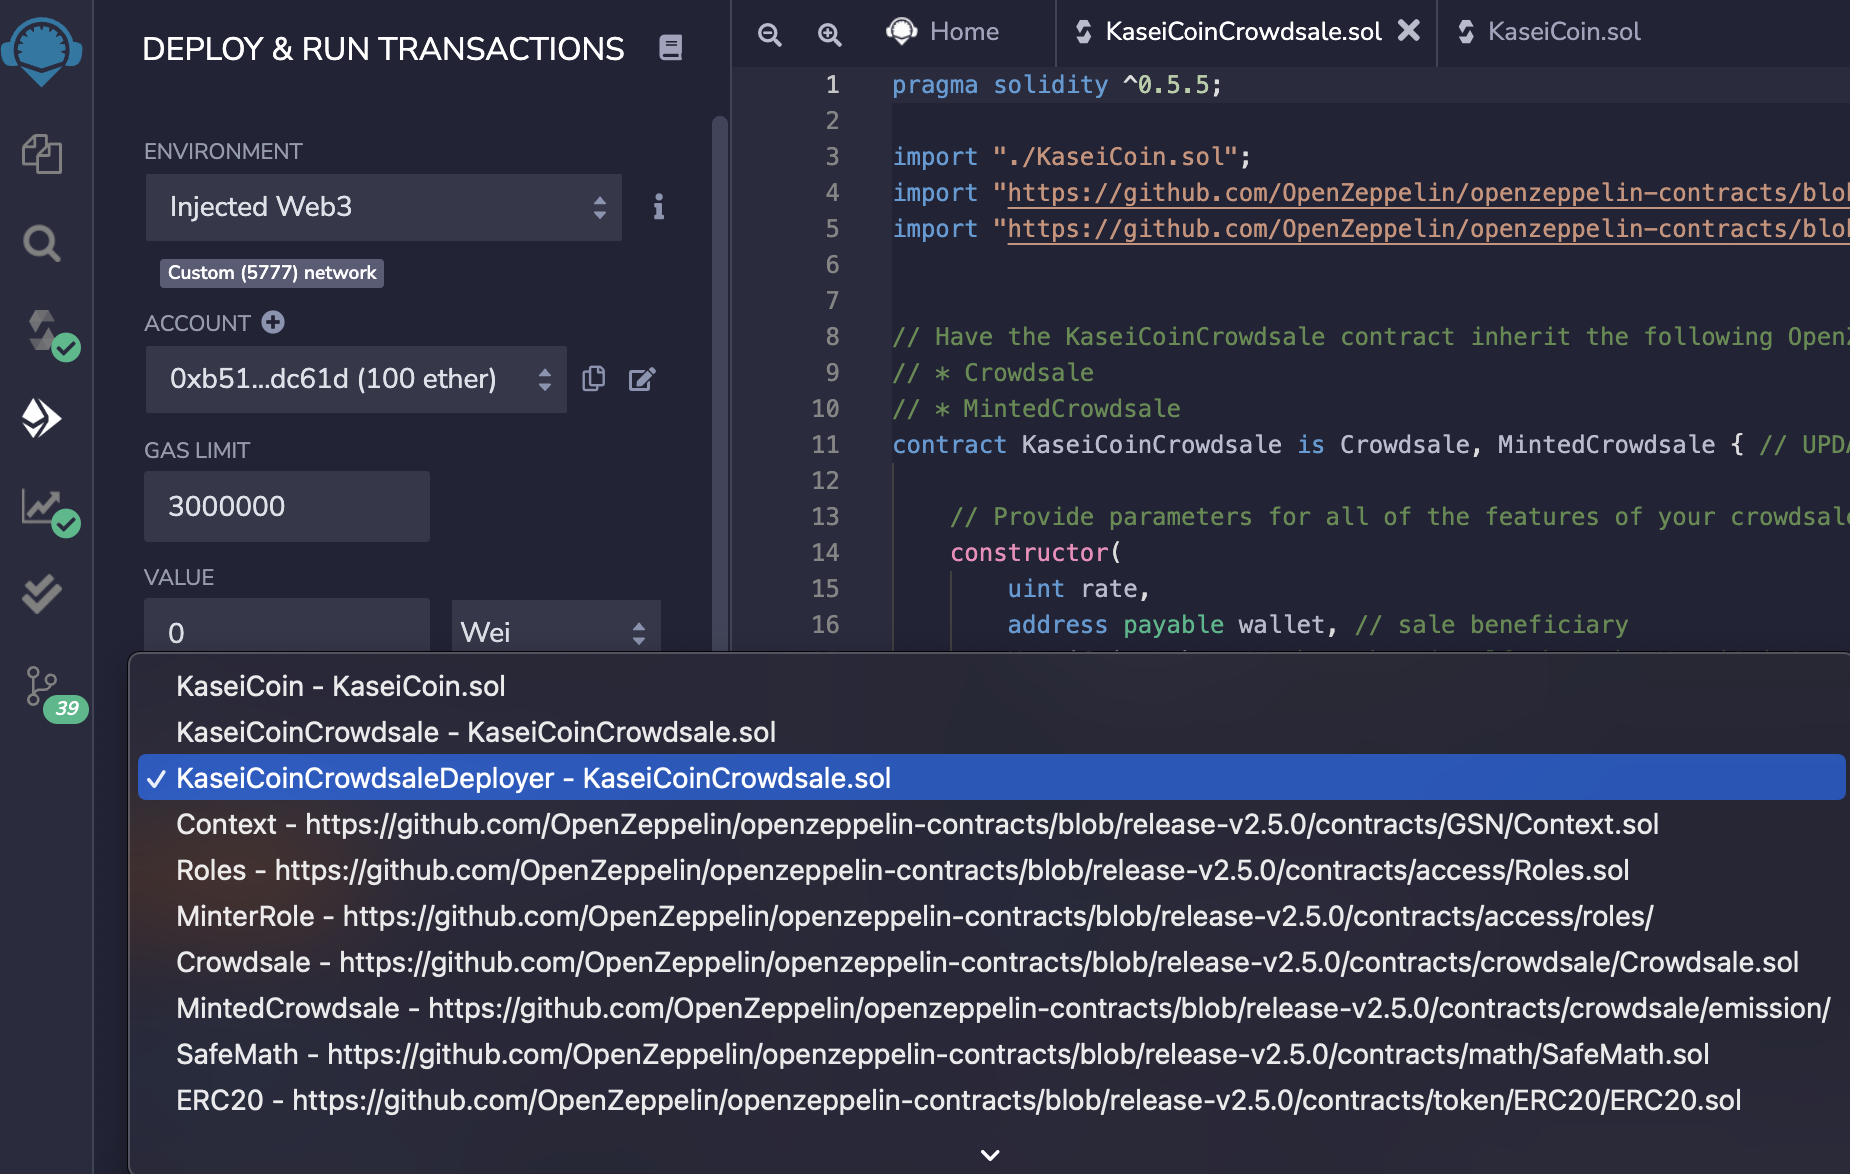 DEPLOY & RUN TRANSACTIONS
ENVIRONMENT
Injected Web3
Custom (5777) network
ACCOUNT
0xb51...dc61d (100 ether)
GAS LIMIT
3000000
VALUE
0
Wei
39
Home
KaseiCoinCrowdsale.sol
KaseiCoin.sol
1 pragma solidity ^0.5.5;
2
3 import "./KaseiCoin.sol";
4 import "https://github.com/OpenZeppelin/openzeppelin-contracts/blob
5 import "https://github.com/OpenZeppelin/openzeppelin-contracts/blob
6
7
8 // Have the KaseiCoinCrowdsale contract inherit the following OpenZ
9 // * Crowdsale
10 // * MintedCrowdsale
11 contract KaseiCoinCrowdsale is Crowdsale, MintedCrowdsale { // UPDA
12
13 // Provide parameters for all of the features of your crowdsale
14 constructor(
15 uint rate,
16 address payable wallet, // sale beneficiary
KaseiCoin - KaseiCoin.sol
KaseiCoinCrowdsale - KaseiCoinCrowdsale.sol
✓ KaseiCoinCrowdsaleDeployer - KaseiCoinCrowdsale.sol
Context - https://github.com/OpenZeppelin/openzeppelin-contracts/blob/release-v2.5.0/contracts/GSN/Context.sol
Roles - https://github.com/OpenZeppelin/openzeppelin-contracts/blob/release-v2.5.0/contracts/access/Roles.sol
MinterRole - https://github.com/OpenZeppelin/openzeppelin-contracts/blob/release-v2.5.0/contracts/access/roles/
Crowdsale - https://github.com/OpenZeppelin/openzeppelin-contracts/blob/release-v2.5.0/contracts/crowdsale/Crowdsale.sol
MintedCrowdsale - https://github.com/OpenZeppelin/openzeppelin-contracts/blob/release-v2.5.0/contracts/crowdsale/emission/
SafeMath - https://github.com/OpenZeppelin/openzeppelin-contracts/blob/release-v2.5.0/contracts/math/SafeMath.sol
ERC20 - https://github.com/OpenZeppelin/openzeppelin-contracts/blob/release-v2.5.0/contracts/token/ERC20/ERC20.sol